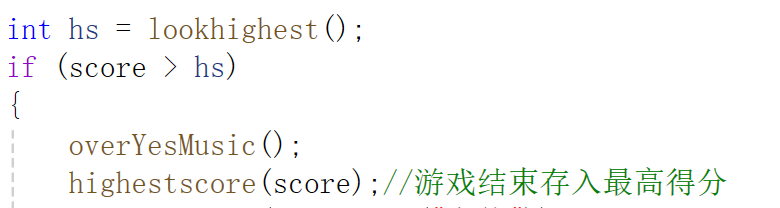 int hs = lookhighest();
if (score > hs)
{
overYesMusic();
highestscore(score);//游戏结束存入最高得分